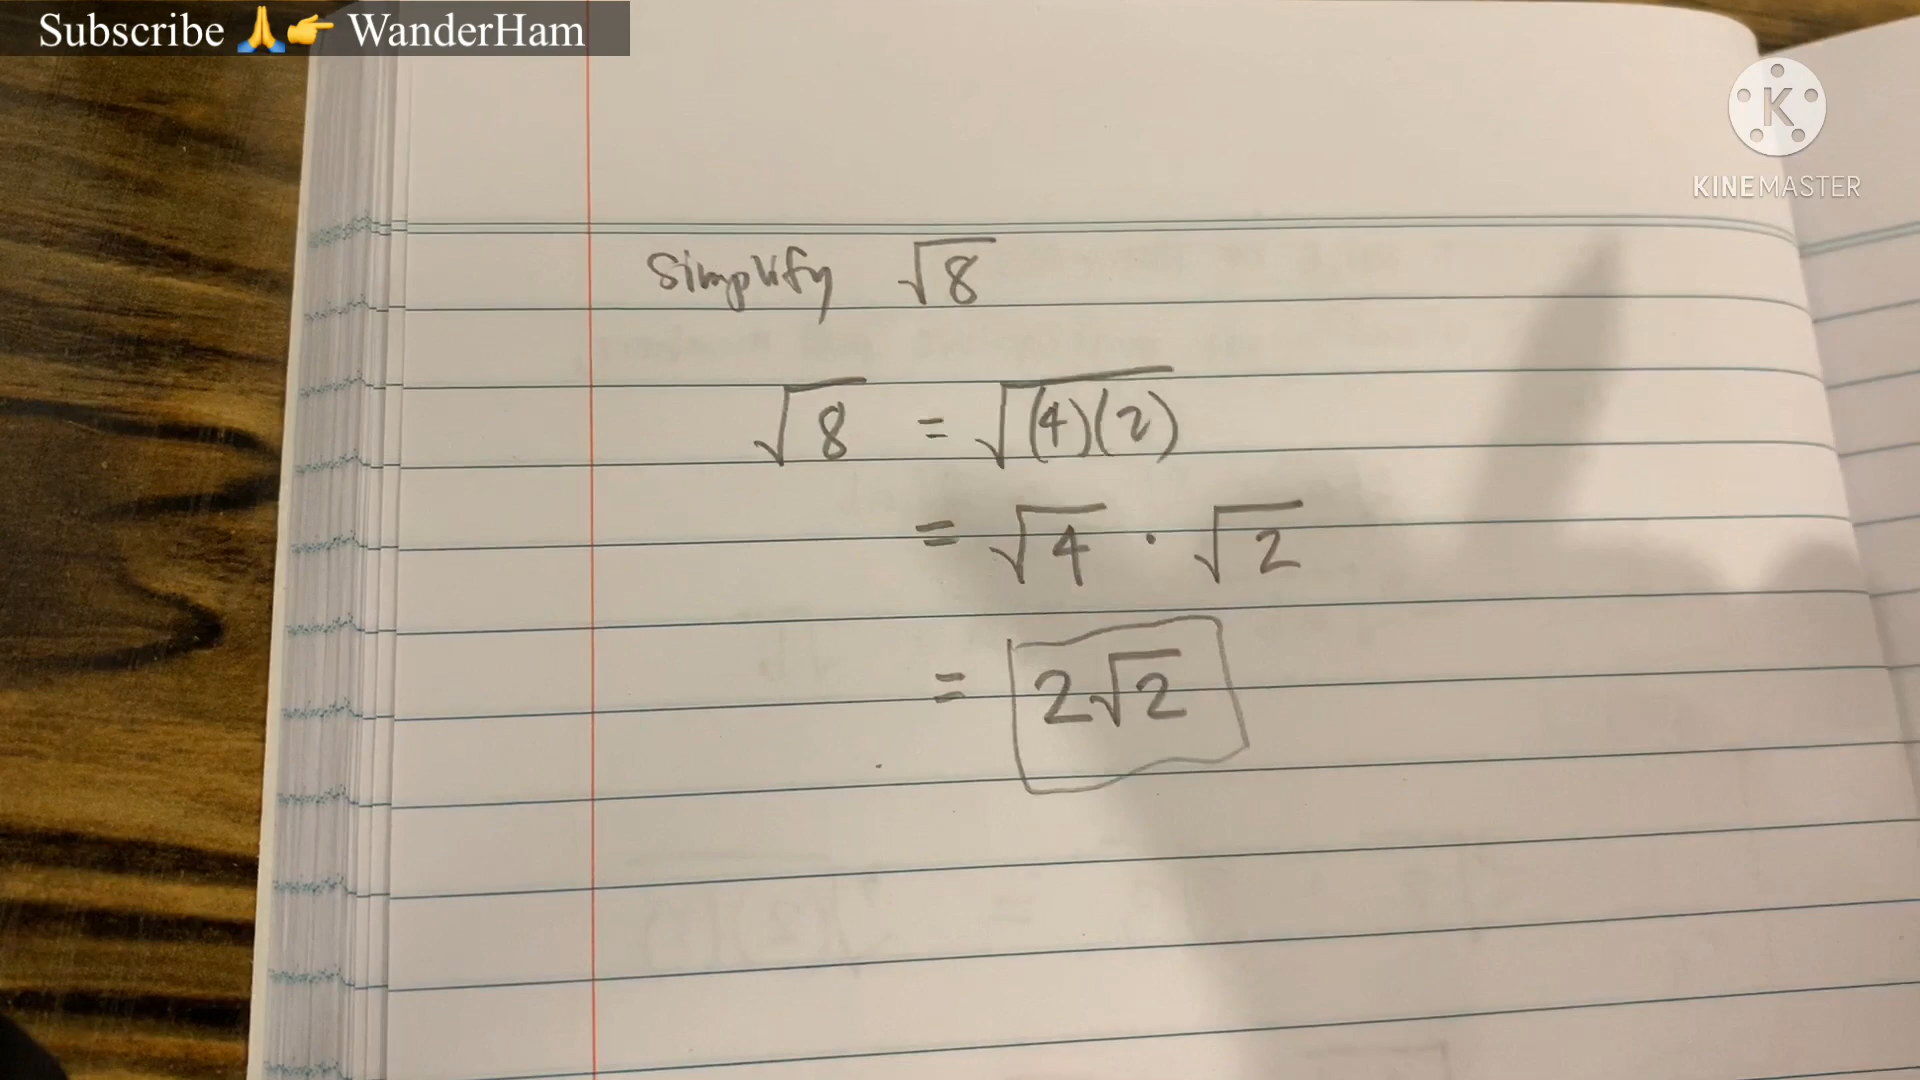 Subscribe 🙏👉 WanderHam
KINEMASTER
Simplify √8
√8 = √(4)(2)
= √4 · √2
= 2√2